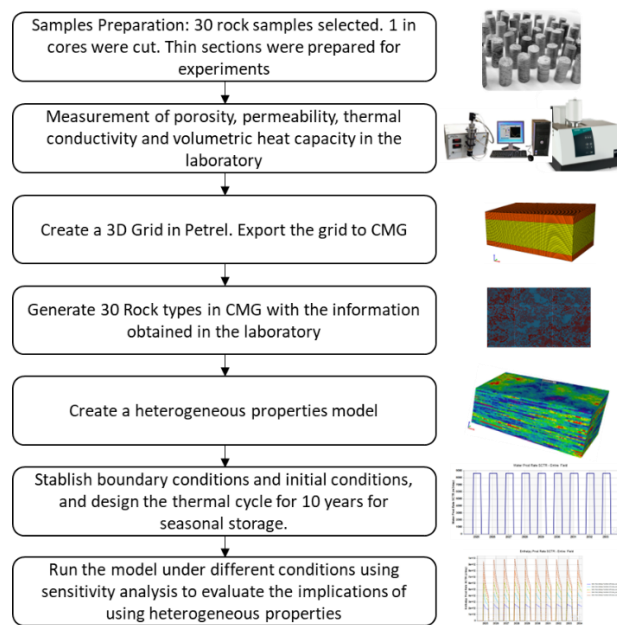 Samples Preparation: 30 rock samples selected. 1 in
cores were cut. Thin sections were prepared for
experiments
Measurement of porosity, permeability, thermal
conductivity and volumetric heat capacity in the
laboratory
Create a 3D Grid in Petrel. Export the grid to CMG
Generate 30 Rock types in CMG with the information
obtained in the laboratory
Create a heterogeneous properties model
Stablish boundary conditions and initial conditions,
and design the thermal cycle for 10 years for
seasonal storage.
Run the model under different conditions using
sensitivity analysis to evaluate the implications of
using heterogeneous properties